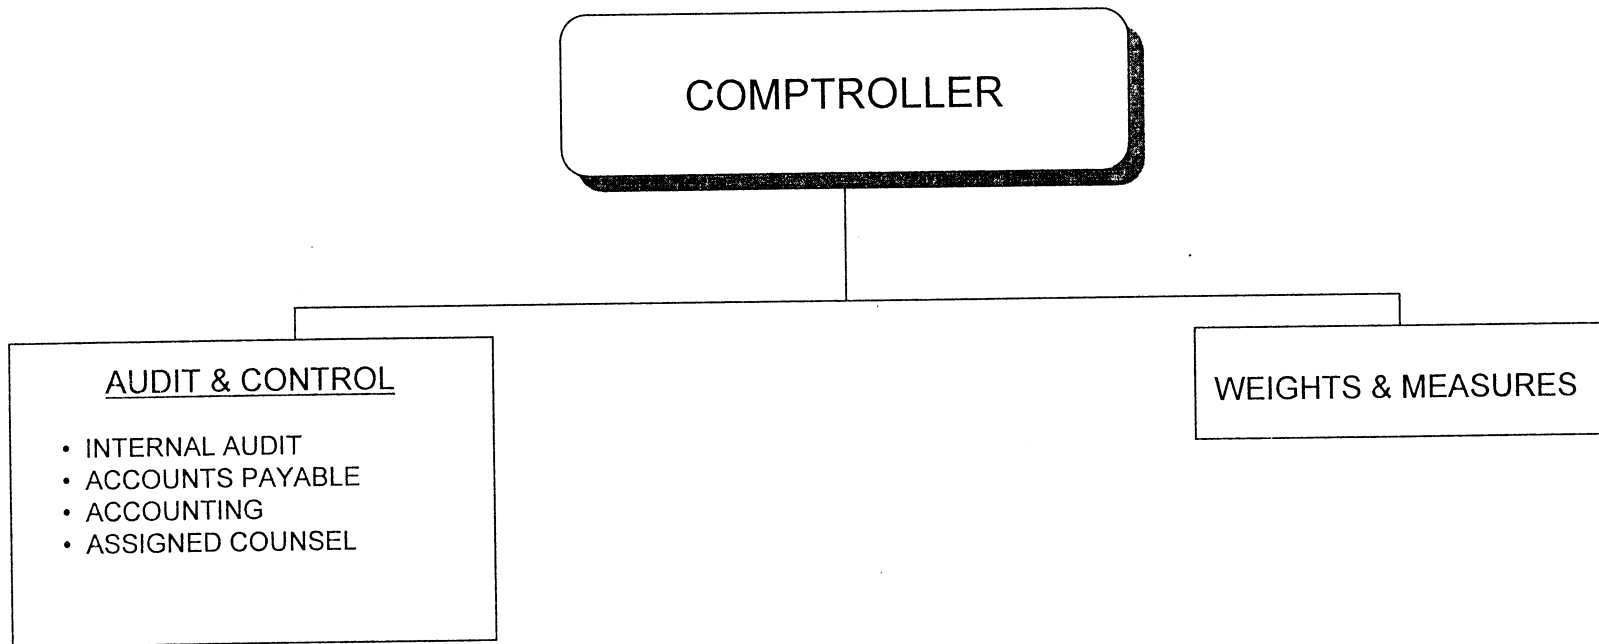 COMPTROLLER
AUDIT & CONTROL
• INTERNAL AUDIT
• ACCOUNTS PAYABLE
• ACCOUNTING
• ASSIGNED COUNSEL
WEIGHTS & MEASURES